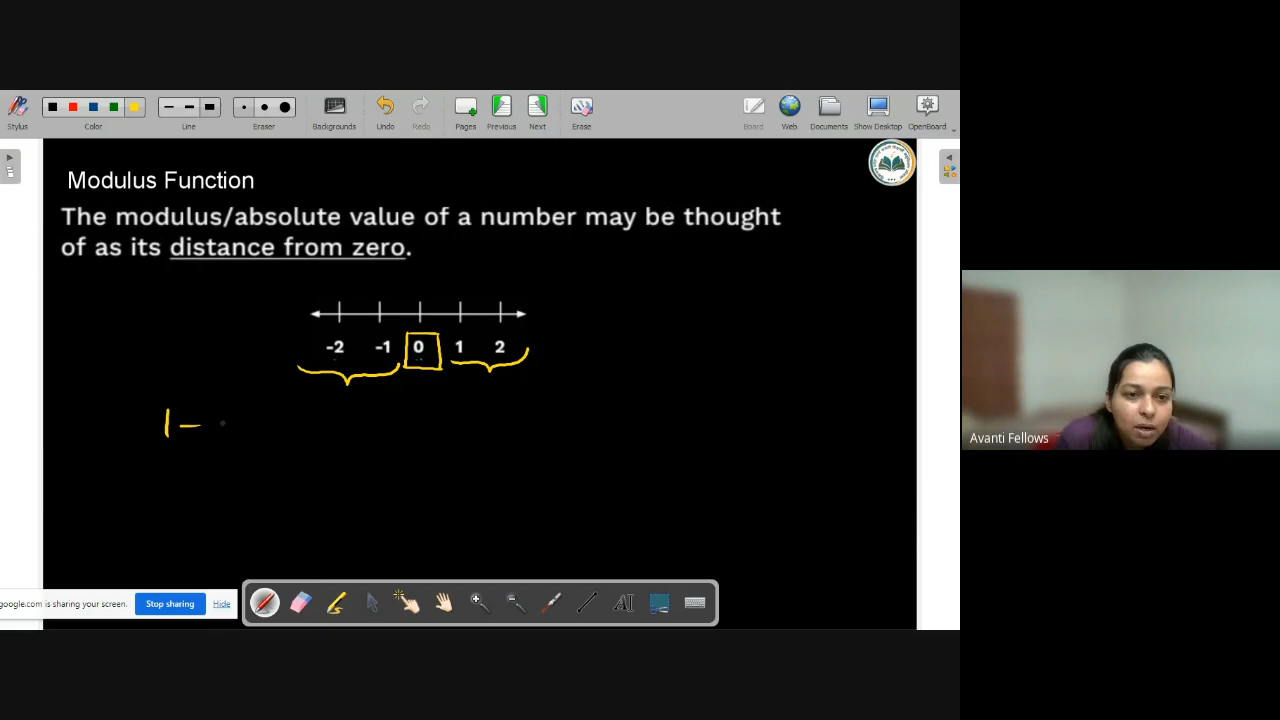 Stylus Color Line Eraser Backgrounds Undo Redo Pages Previous Next Erase Board Web Documents Show Desktop OpenBoard
Modulus Function
The modulus/absolute value of a number may be thought
of as its distance from zero.
-2 -1 0 1 2
Avanti Fellows
| –
google.com is sharing your screen. Stop sharing Hide
AI